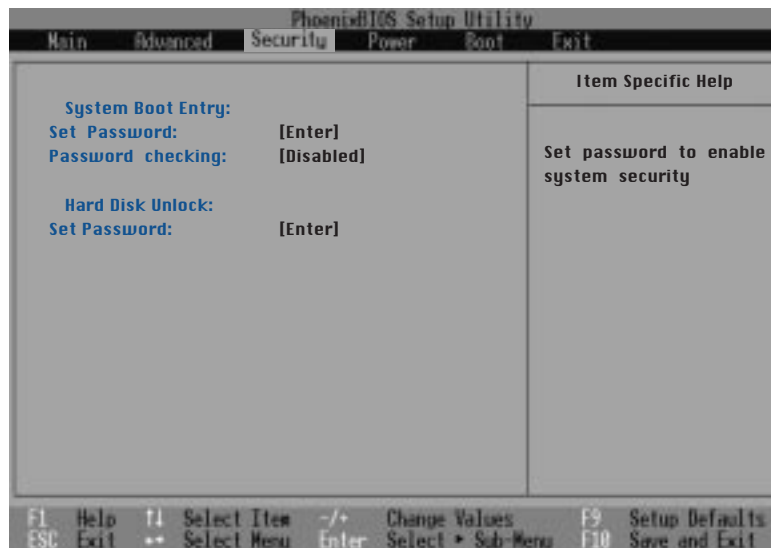 PhoenixBIOS Setup Utility
Main Advanced Security Power Boot Exit
Item Specific Help
System Boot Entry:
Set Password: [Enter]
Password checking: [Disabled]
Set password to enable
system security
Hard Disk Unlock:
Set Password: [Enter]
F1 Help ↑↓ Select Item -/+ Change Values F9 Setup Defaults
ESC Exit ←→ Select Menu Enter Select ► Sub-Menu F10 Save and Exit